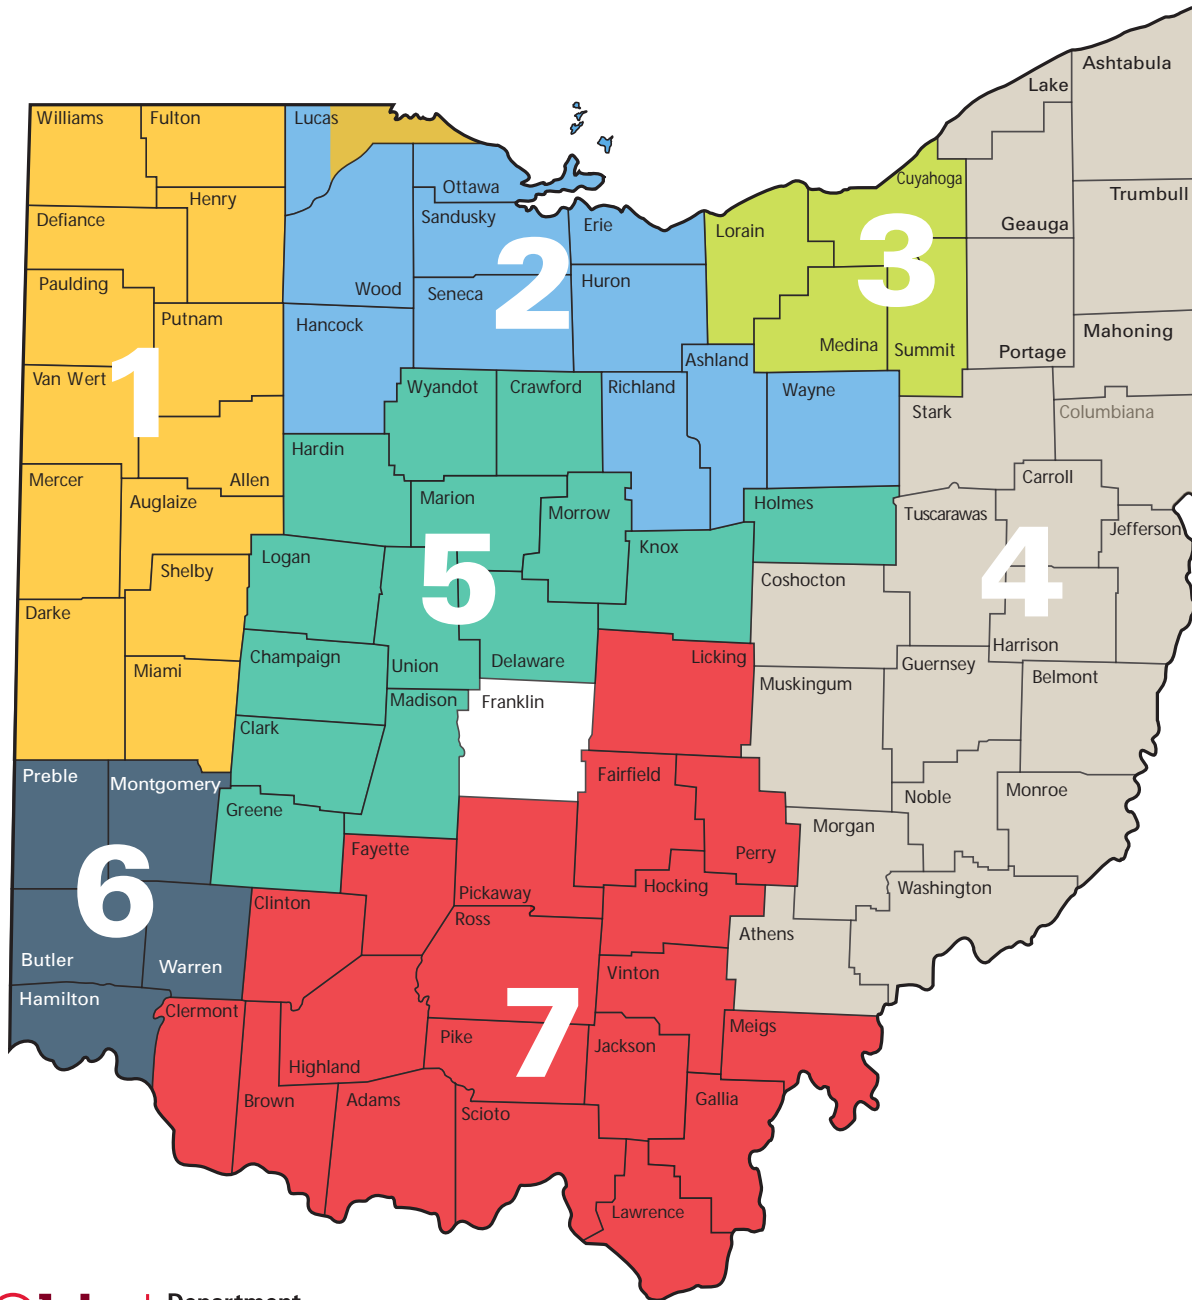 Ashtabula
Lake
Williams
Fulton
Lucas
Cuyahoga
Ottawa
Trumbull
Henry
Defiance
Sandusky
Erie
Lorain
Geauga
3
2
Paulding
Wood
Seneca
Huron
Putnam
Hancock
Mahoning
Medina
Summit
Portage
Ashland
1
Van Wert
Wyandot
Crawford
Richland
Wayne
Stark
Columbiana
Hardin
Mercer
Allen
Carroll
Auglaize
Marion
Morrow
Holmes
Tuscarawas
Jefferson
Logan
Knox
5
4
Shelby
Coshocton
Darke
Harrison
Champaign
Union
Delaware
Licking
Guernsey
Miami
Belmont
Muskingum
Madison
Franklin
Clark
Preble
Montgomery
Fairfield
Noble
Monroe
Greene
Morgan
Fayette
Perry
6
Pickaway
Hocking
Washington
Clinton
Ross
Athens
Butler
Warren
Vinton
Hamilton
Clermont
7
Meigs
Pike
Jackson
Highland
Brown
Adams
Gallia
Scioto
Lawrence
Department